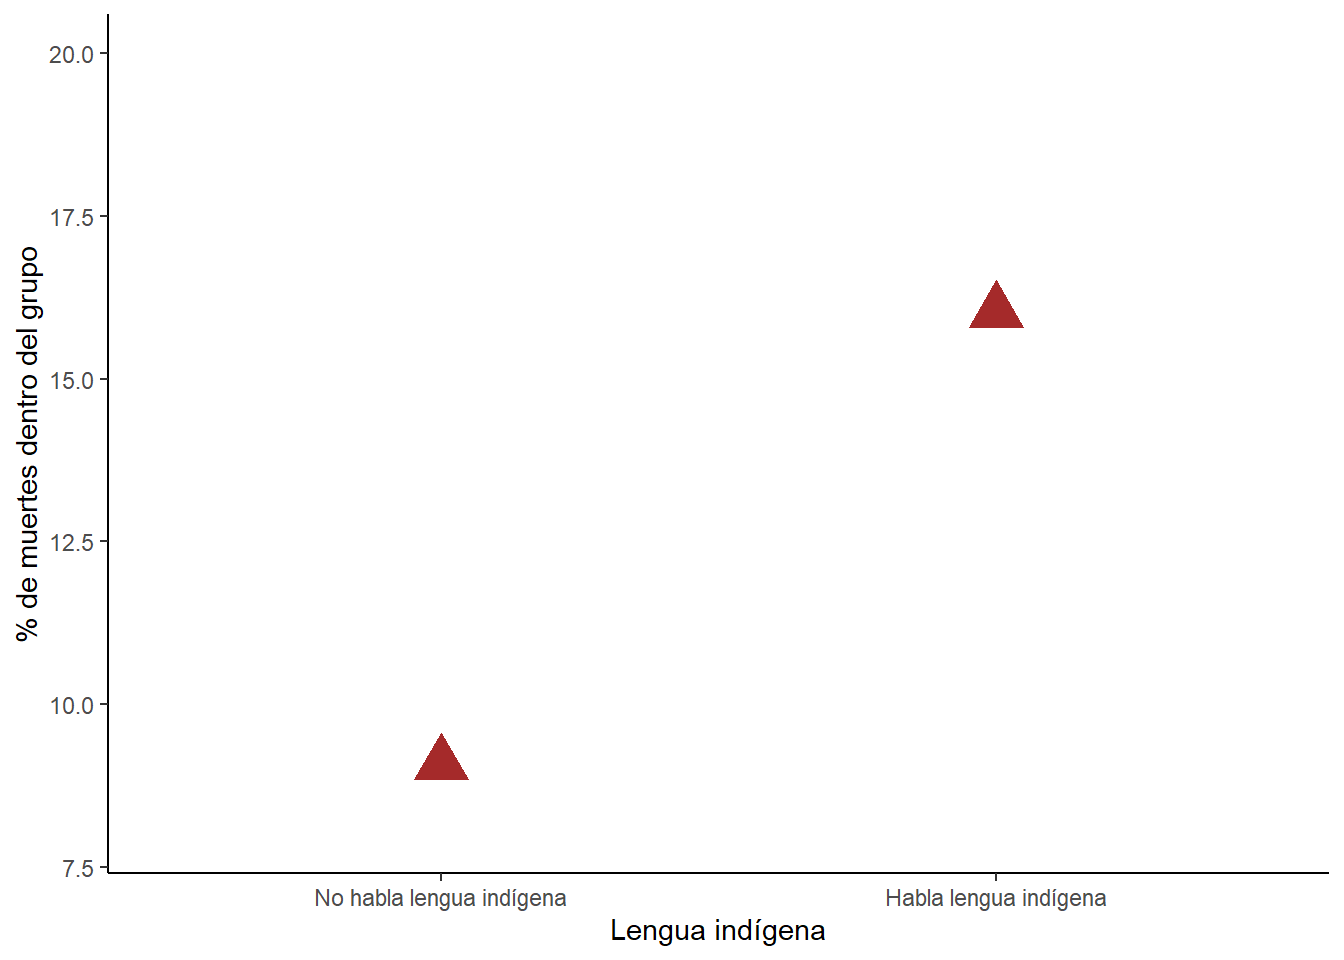 % de muertes dentro del grupo
20.0
17.5
15.0
12.5
10.0
7.5
No habla lengua indígena
Habla lengua indígena
Lengua indígena